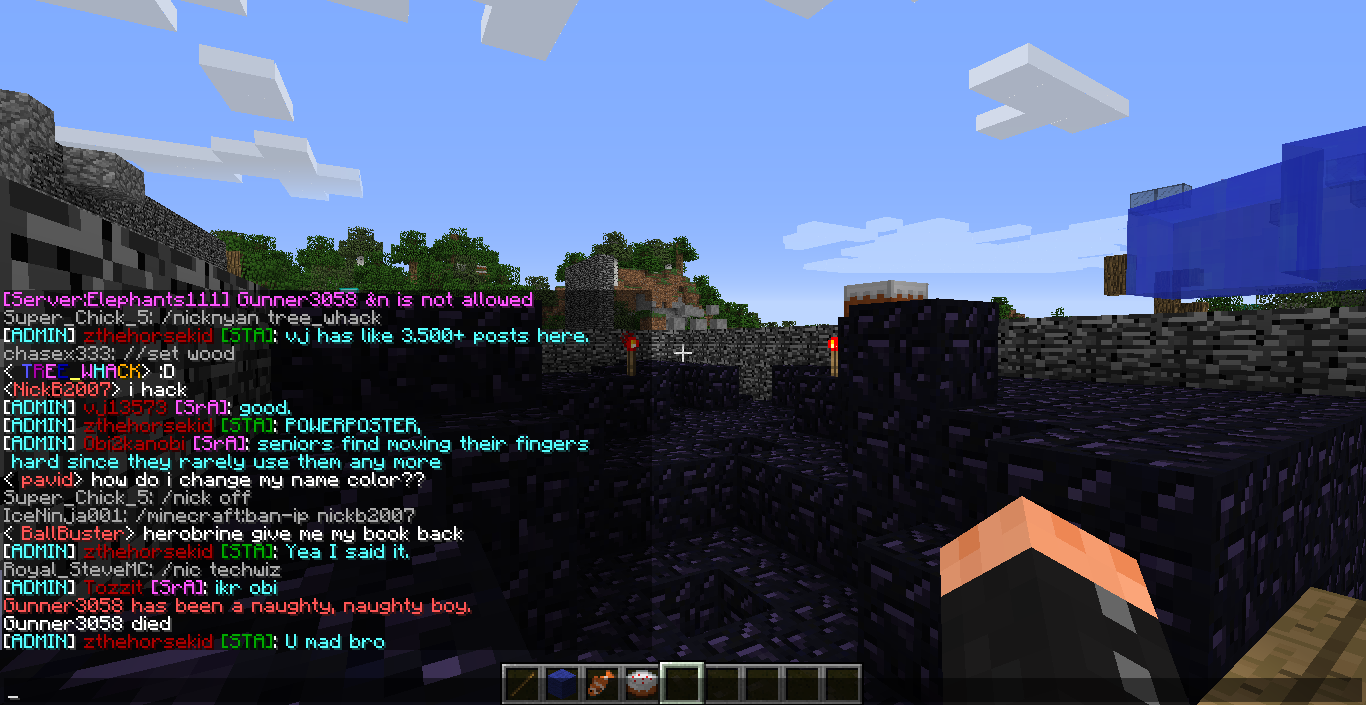 [Server:Elephants111] Gunner3058 &n is not allowed
Super_Chick_5: /nicknyan tree_whack
[ADMIN] zthehorsekid [STA]: vj has like 3.500+ posts here.
chasex333: //set wood
< TREE_WHACK> :D
<NickB2007> i hack
[ADMIN] vj13573 [SrA]: good.
[ADMIN] zthehorsekid [STA]: POWERPOSTER,
[ADMIN] Obi2kanobi [SrA]: seniors find moving their fingers
hard since they rarely use them any more
< pavid> how do i change my name color??
Super_Chick_5: /nick off
IceNinja001: /minecraft:ban-ip nickb2007
< BallBuster> herobrine give me my book back
[ADMIN] zthehorsekid [STA]: Yea I said it.
Royal_SteveMC: /nic techwiz
[ADMIN] Tozzit [SrA]: ikr obi
Gunner3058 has been a naughty, naughty boy.
Gunner3058 died
[ADMIN] zthehorsekid [STA]: U mad bro
_